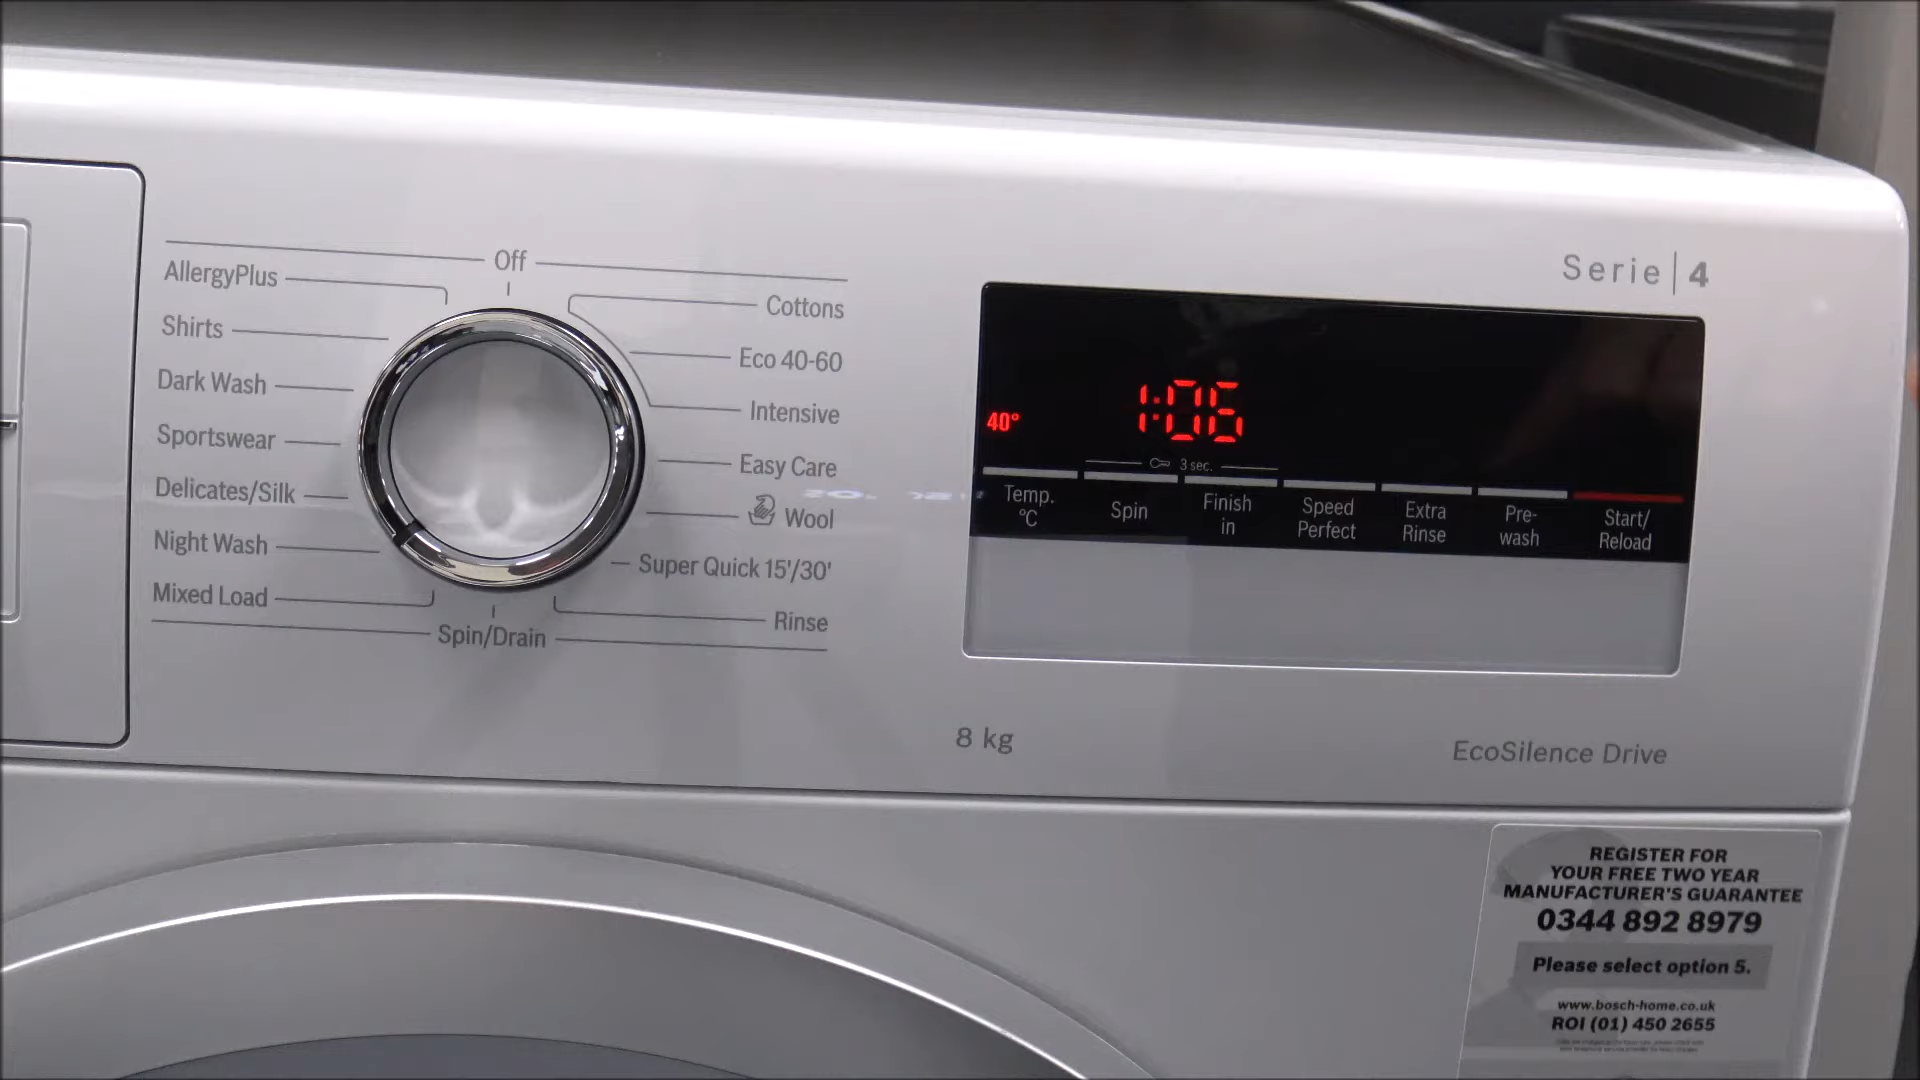 Off
AllergyPlus
Shirts
Dark Wash
Sportswear
Delicates/Silk
Night Wash
Mixed Load
Spin/Drain
Cottons
Eco 40-60
Intensive
Easy Care
Wool
Super Quick 15'/30'
Rinse
Serie | 4
40°
1:06
3 sec.
Temp.
°C
Spin
Finish
in
Speed
Perfect
Extra
Rinse
Pre-
wash
Start/
Reload
8 kg
EcoSilence Drive
REGISTER FOR
YOUR FREE TWO YEAR
MANUFACTURER'S GUARANTEE
0344 892 8979
Please select option 5.
www.bosch-home.co.uk
ROI (01) 450 2655